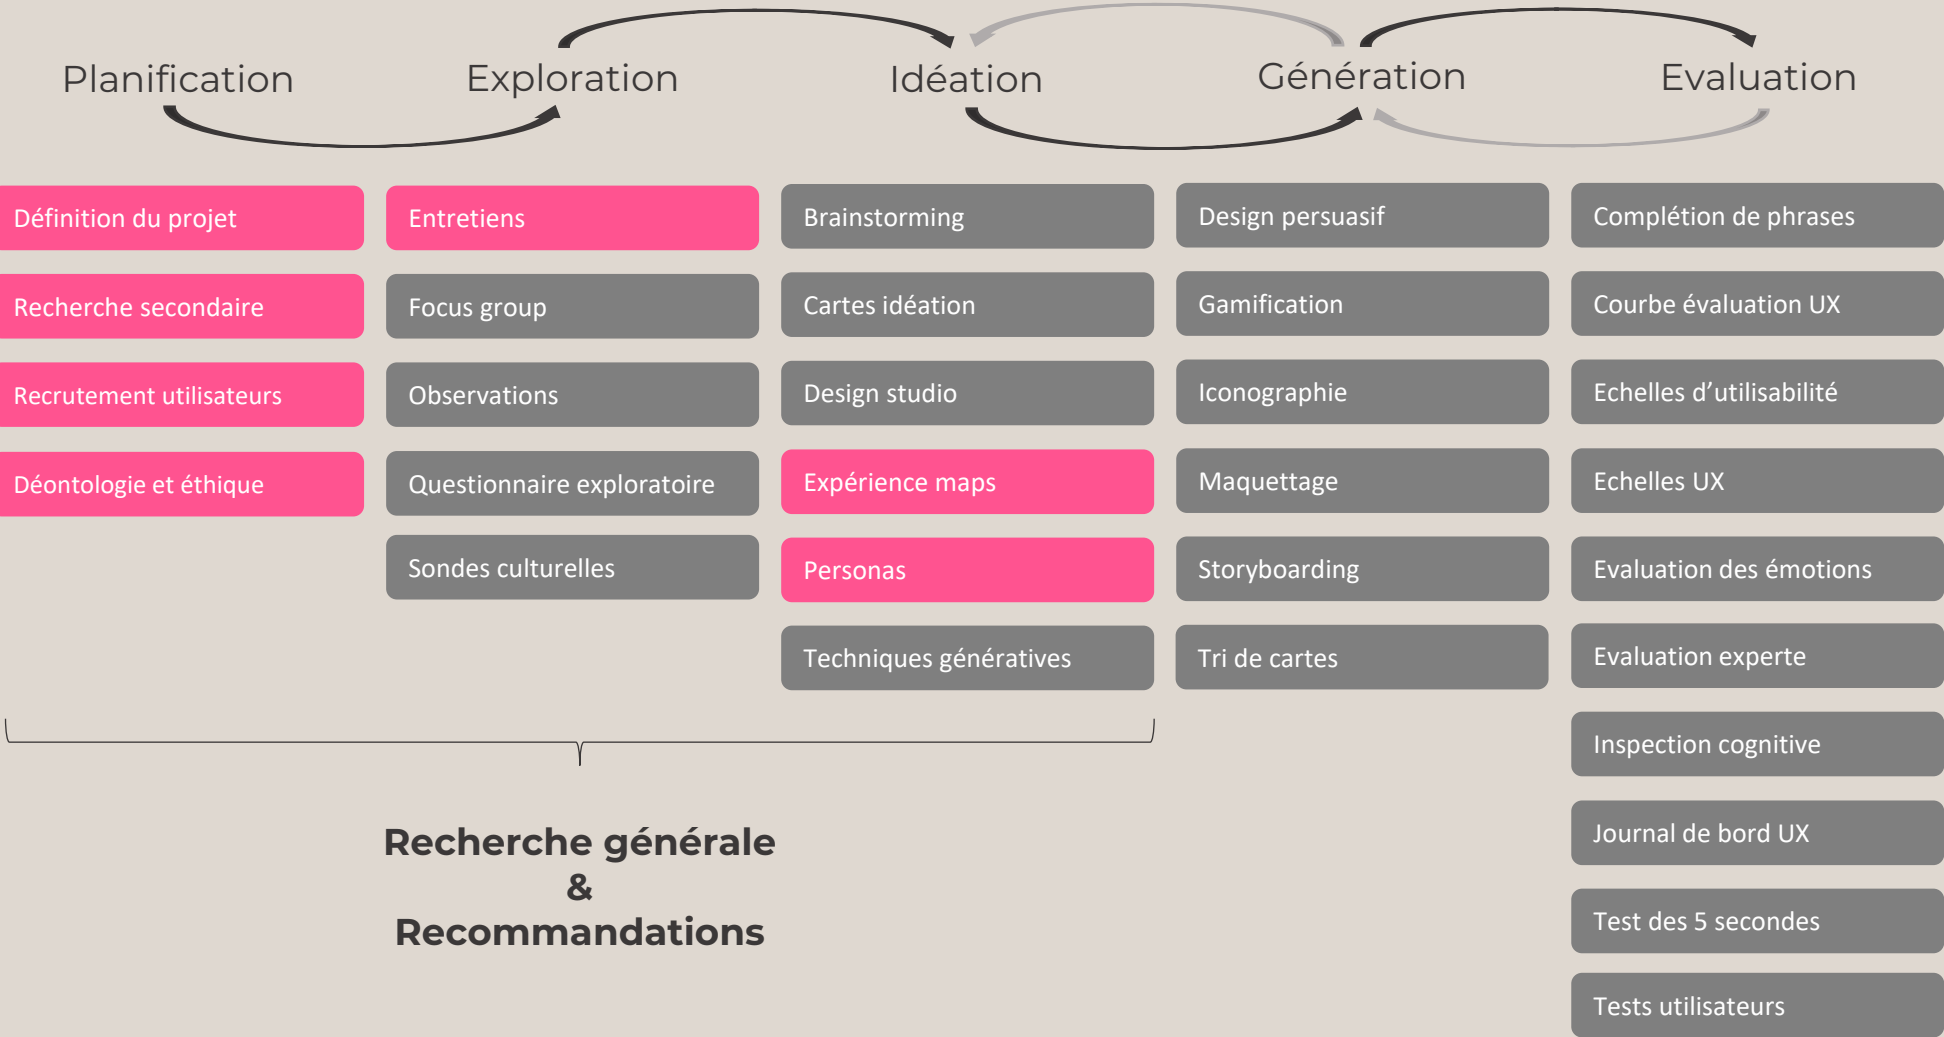 Planification
Exploration
Idéation
Génération
Evaluation
Définition du projet
Recherche secondaire
Recrutement utilisateurs
Déontologie et éthique
Entretiens
Focus group
Observations
Questionnaire exploratoire
Sondes culturelles
Brainstorming
Cartes idéation
Design studio
Expérience maps
Personas
Techniques génératives
Design persuasif
Gamification
Iconographie
Maquettage
Storyboarding
Tri de cartes
Complétion de phrases
Courbe évaluation UX
Echelles d’utilisabilité
Echelles UX
Evaluation des émotions
Evaluation experte
Inspection cognitive
Journal de bord UX
Test des 5 secondes
Tests utilisateurs
Recherche générale
&
Recommandations